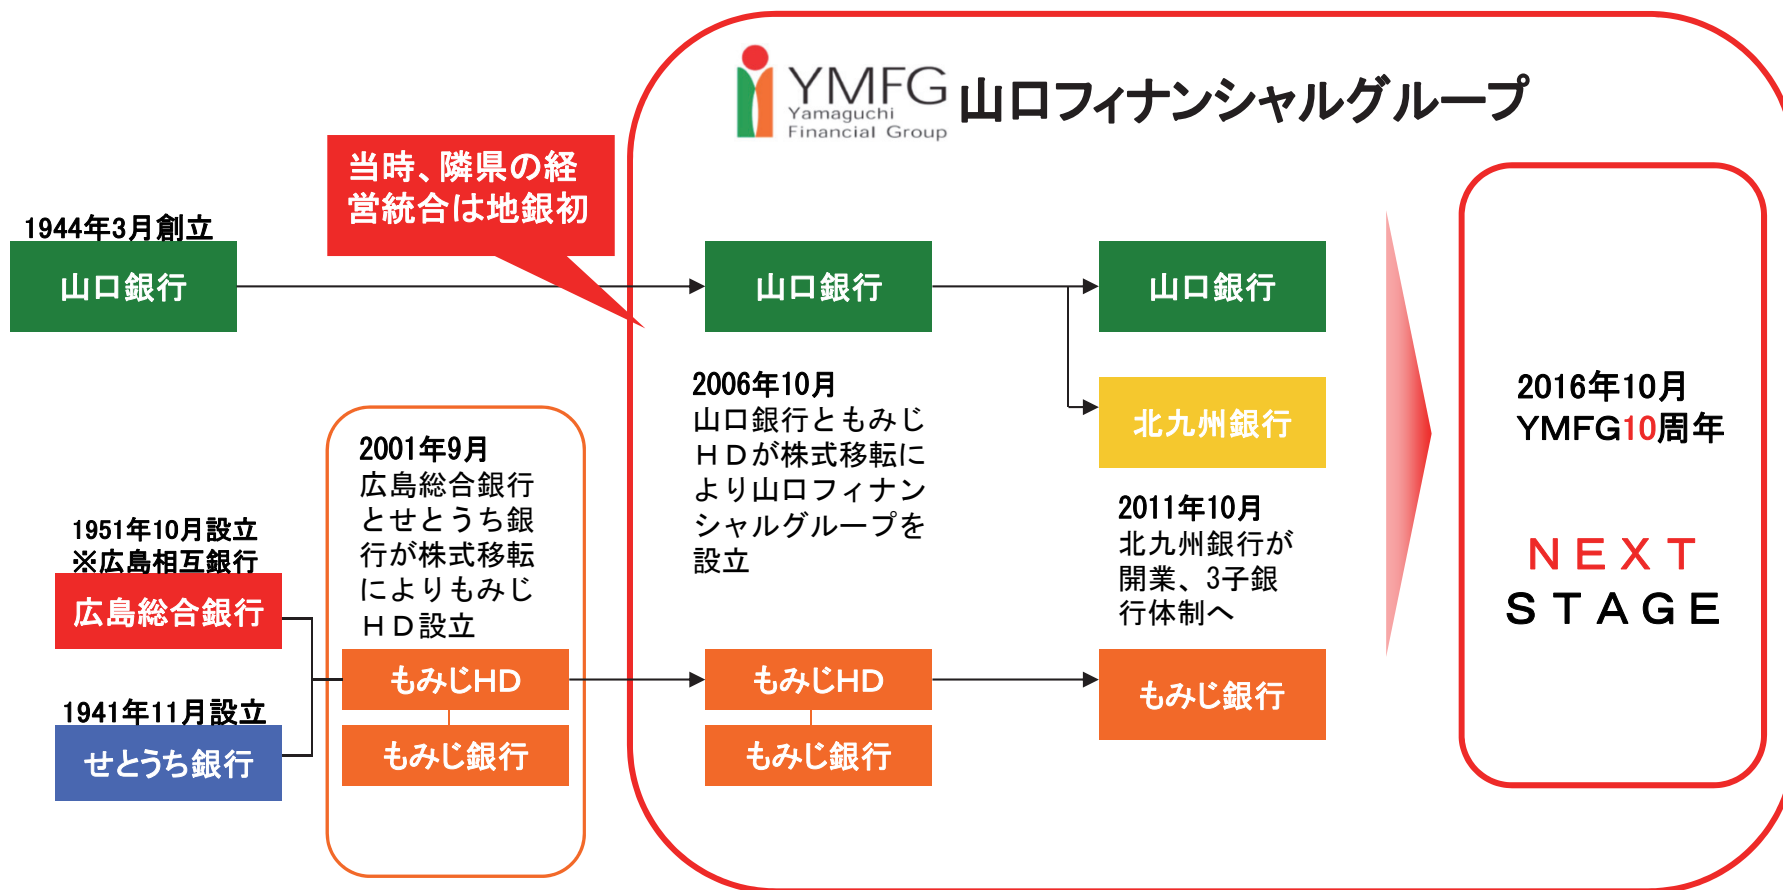 YMFG
Yamaguchi
Financial Group
山口フィナンシャルグループ
当時、隣県の経
営統合は地銀初
1944年3月創立
山口銀行
山口銀行
山口銀行
2006年10月
山口銀行ともみじ
ＨＤが株式移転に
より山口フィナン
シャルグループを
設立
北九州銀行
2011年10月
北九州銀行が
開業、3子銀
行体制へ
2016年10月
YMFG10周年
NEXT
STAGE
2001年9月
広島総合銀行
とせとうち銀
行が株式移転
によりもみじ
ＨＤ設立
1951年10月設立
※広島相互銀行
広島総合銀行
1941年11月設立
せとうち銀行
もみじHD
もみじ銀行
もみじHD
もみじ銀行
もみじ銀行